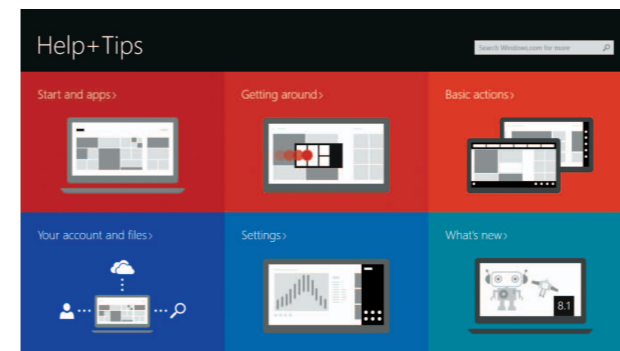 Help+Tips
Search Windows.com for more
Start and apps›
Getting around›
Basic actions›
Your account and files›
Settings›
What's new›
8.1